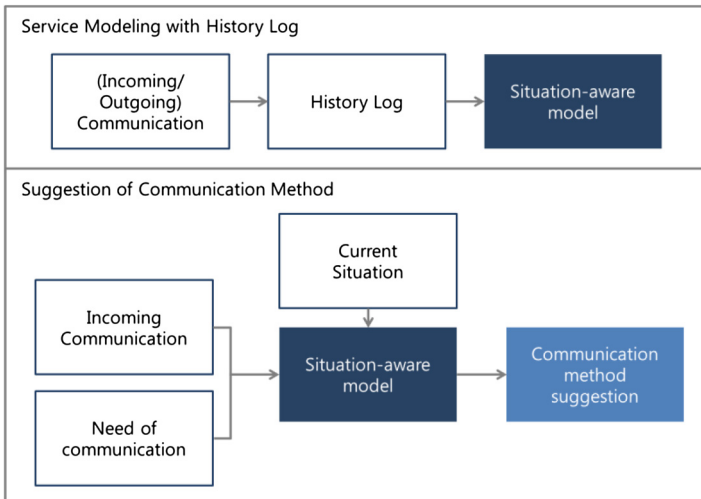 Service Modeling with History Log
(Incoming/
Outgoing)
Communication
History Log
Situation-aware
model
Suggestion of Communication Method
Current
Situation
Incoming
Communication
Situation-aware
model
Communication
method
suggestion
Need of
communication